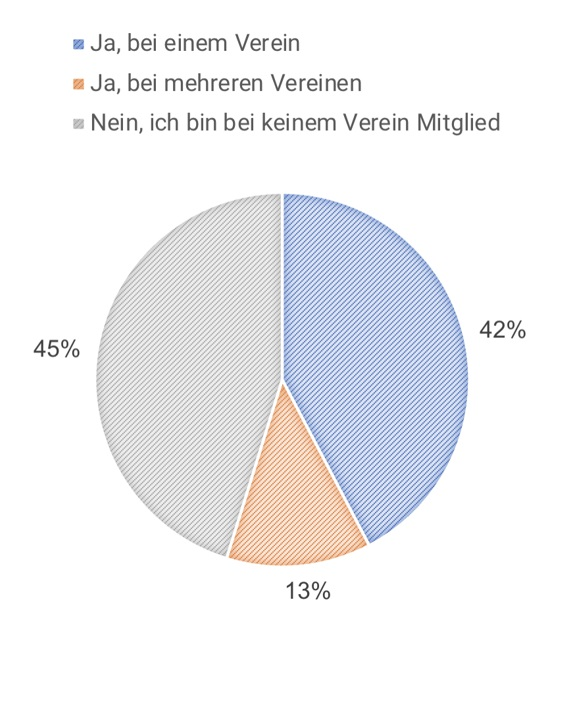 Ja, bei einem Verein
Ja, bei mehreren Vereinen
Nein, ich bin bei keinem Verein Mitglied
42%
45%
13%